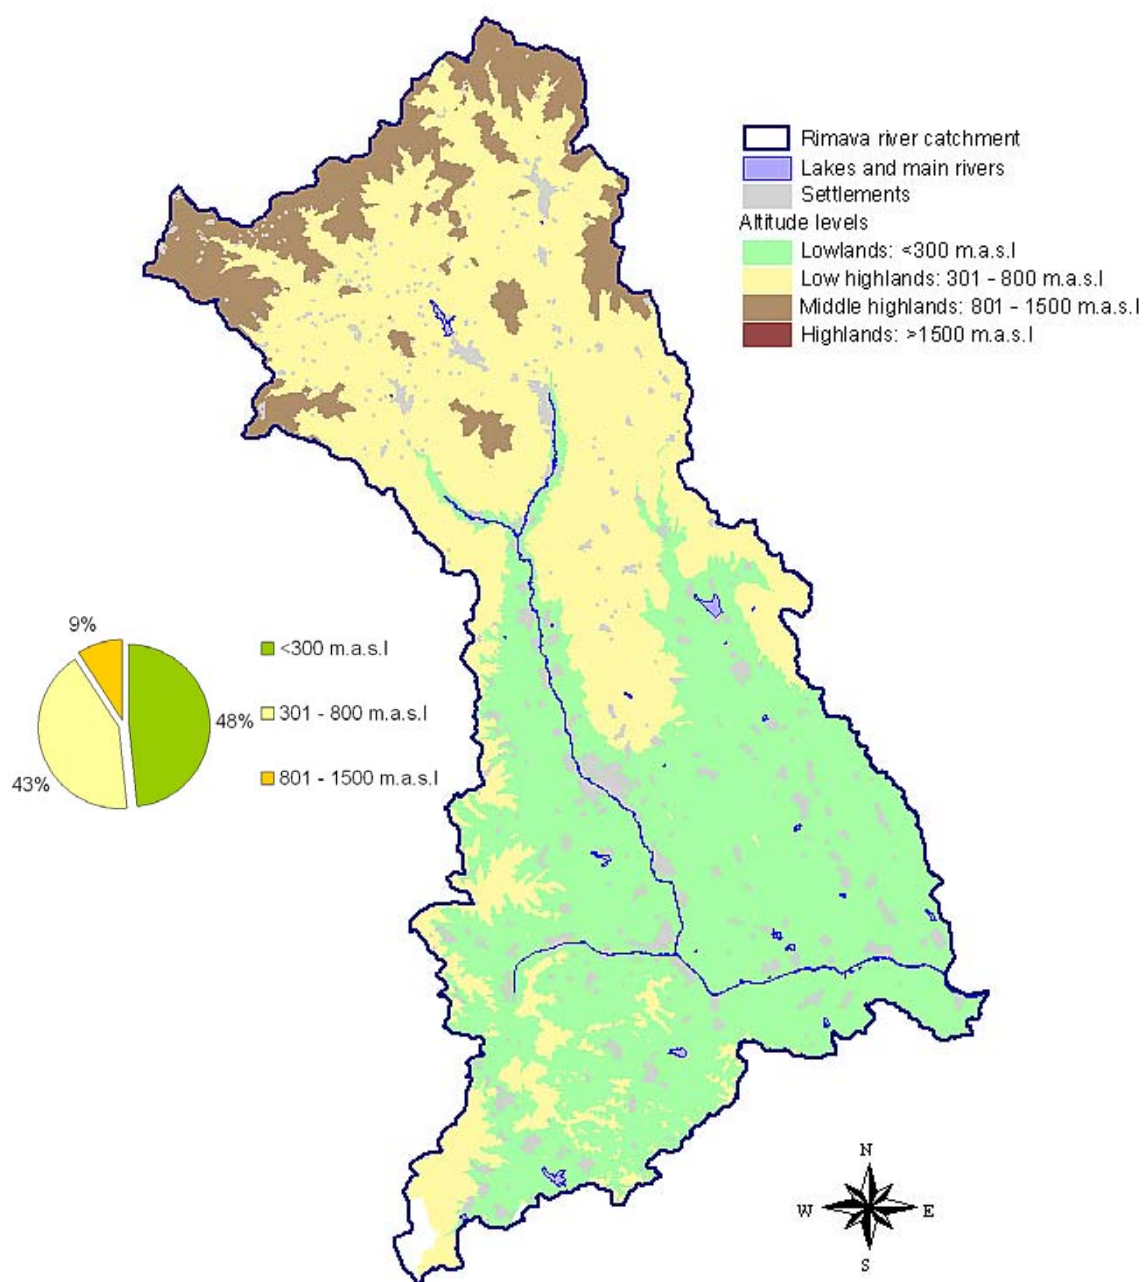 Rimava river catchment
Lakes and main rivers
Settlements
Altitude levels
Lowlands: <300 m.a.s.l
Low highlands: 301 - 800 m.a.s.l
Middle highlands: 801 - 1500 m.a.s.l
Highlands: >1500 m.a.s.l
9%
48%
43%
<300 m.a.s.l
301 - 800 m.a.s.l
801 - 1500 m.a.s.l
N
W E
S